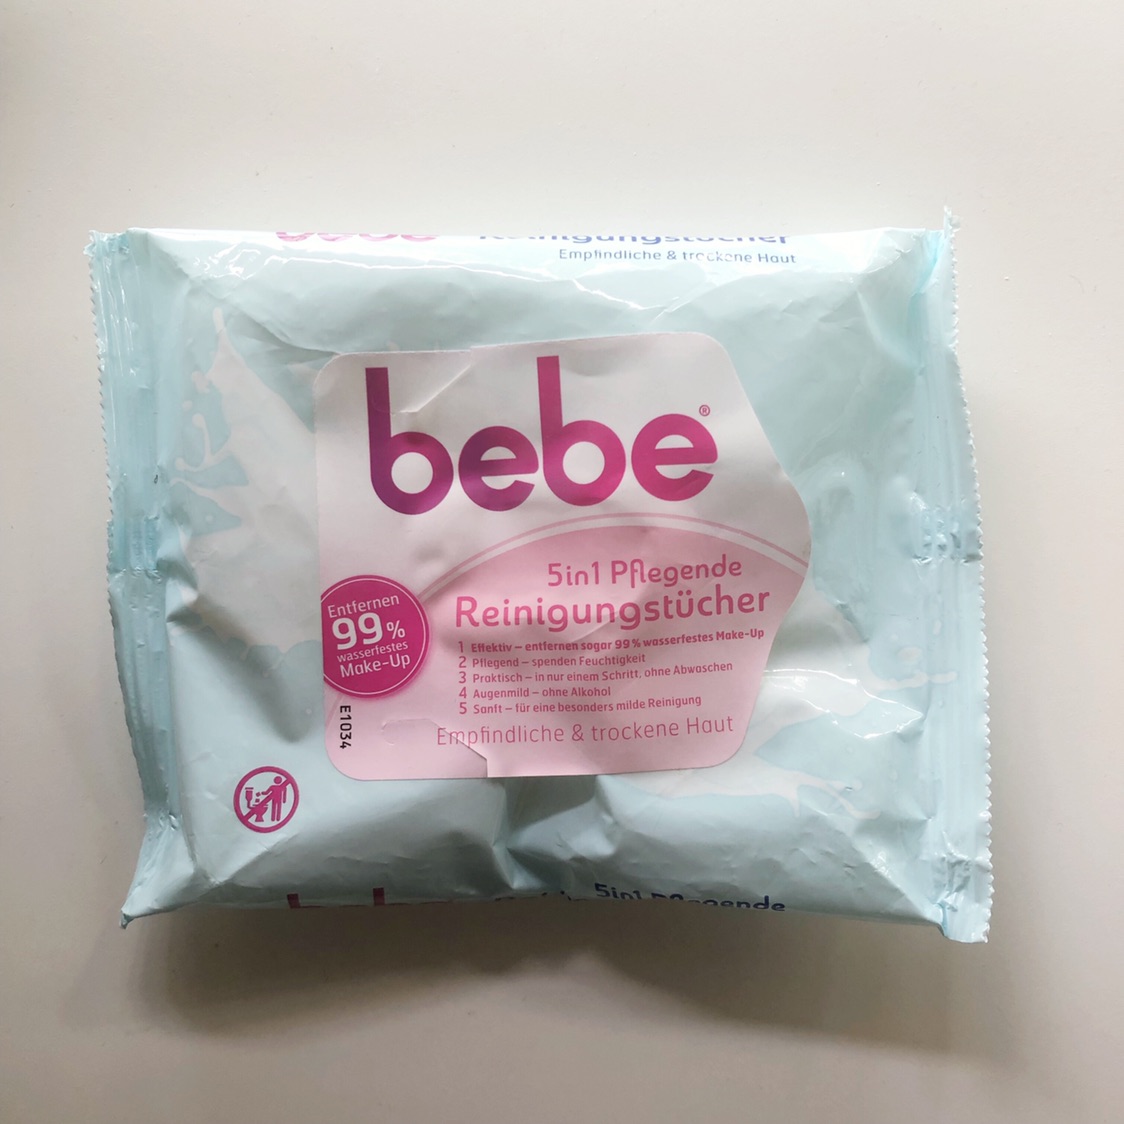 Reinigungstücher
Empfindliche & trockene Haut
bebe®
5in1 Pflegende
Reinigungstücher
Entfernen
99%
wasserfestes
Make-Up
1 Effektiv – entfernen sogar 99% wasserfestes Make-Up
2 Pflegend – spenden Feuchtigkeit
3 Praktisch – in nur einem Schritt, ohne Abwaschen
4 Augenmild – ohne Alkohol
5 Sanft – für eine besonders milde Reinigung
Empfindliche & trockene Haut
E1034
5in1 Pflegende